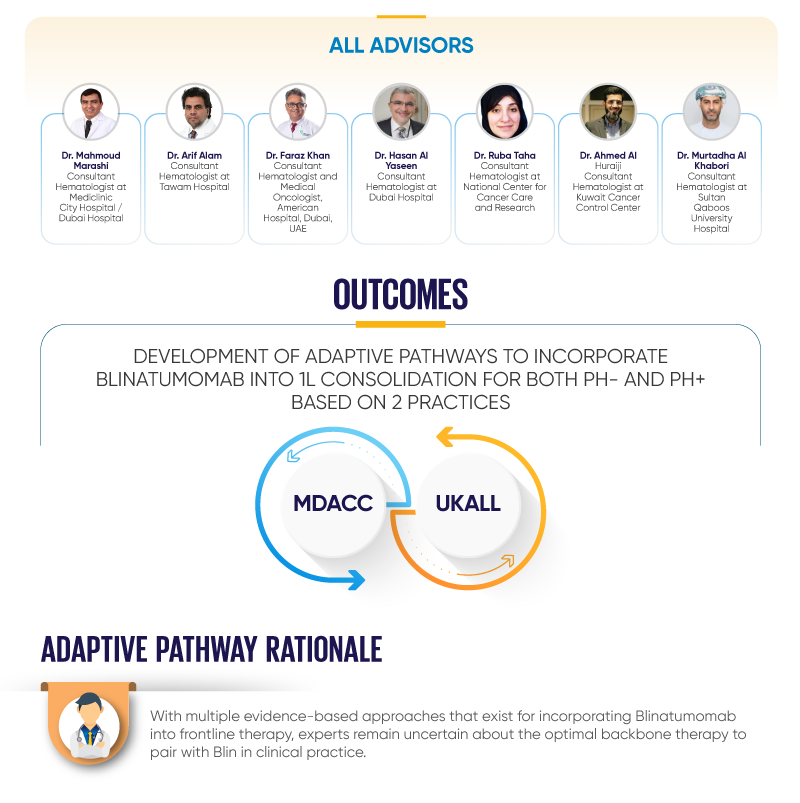 ALL ADVISORS
Dr. Mahmoud
Marashi
Consultant
Hematologist at
Mediclinic
City Hospital /
Dubai Hospital
Dr. Arif Alam
Consultant
Hematologist at
Tawam Hospital
Dr. Faraz Khan
Consultant
Hematologist and
Medical
Oncologist,
American
Hospital, Dubai,
UAE
Dr. Hasan Al
Yaseen
Consultant
Hematologist at
Dubai Hospital
Dr. Ruba Taha
Consultant
Hematologist at
National Center for
Cancer Care
and Research
Dr. Ahmed Al
Huraiji
Consultant
Hematologist at
Kuwait Cancer
Control Center
Dr. Murtadha Al
Khabori
Consultant
Hematologist at
Sultan
Qaboos
University
Hospital
OUTCOMES
DEVELOPMENT OF ADAPTIVE PATHWAYS TO INCORPORATE
BLINATUMOMAB INTO 1L CONSOLIDATION FOR BOTH PH- AND PH+
BASED ON 2 PRACTICES
MDACC
UKALL
ADAPTIVE PATHWAY RATIONALE
With multiple evidence-based approaches that exist for incorporating Blinatumomab
into frontline therapy, experts remain uncertain about the optimal backbone therapy to
pair with Blin in clinical practice.